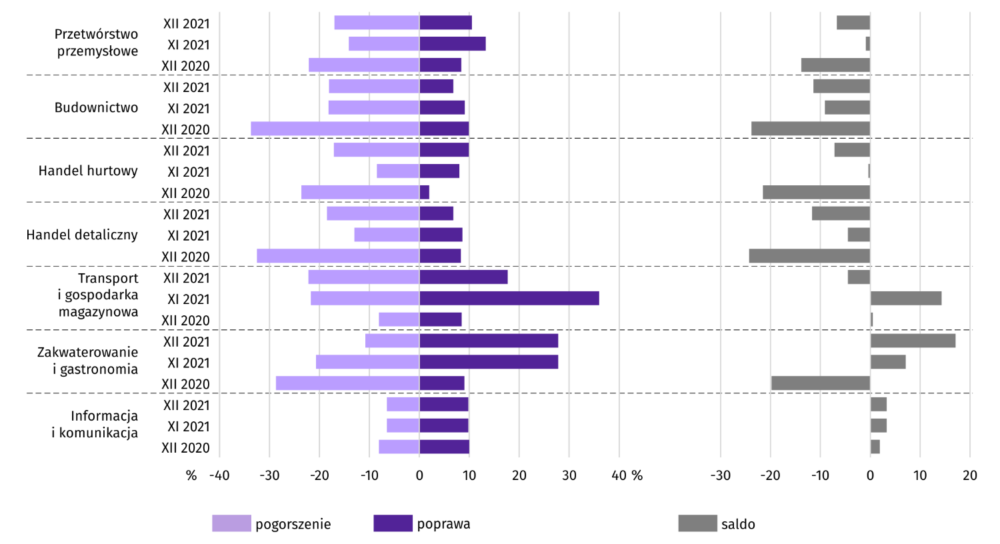 Przetwórstwo
przemysłowe
XII 2021
XI 2021
XII 2020
Budownictwo
XII 2021
XI 2021
XII 2020
Handel hurtowy
XII 2021
XI 2021
XII 2020
Handel detaliczny
XII 2021
XI 2021
XII 2020
Transport
i gospodarka
magazynowa
XII 2021
XI 2021
XII 2020
Zakwaterowanie
i gastronomia
XII 2021
XI 2021
XII 2020
Informacja
i komunikacja
XII 2021
XI 2021
XII 2020
% -40 -30 -20 -10 0 10 20 30 40 % -30 -20 -10 0 10 20
pogorszenie poprawa saldo